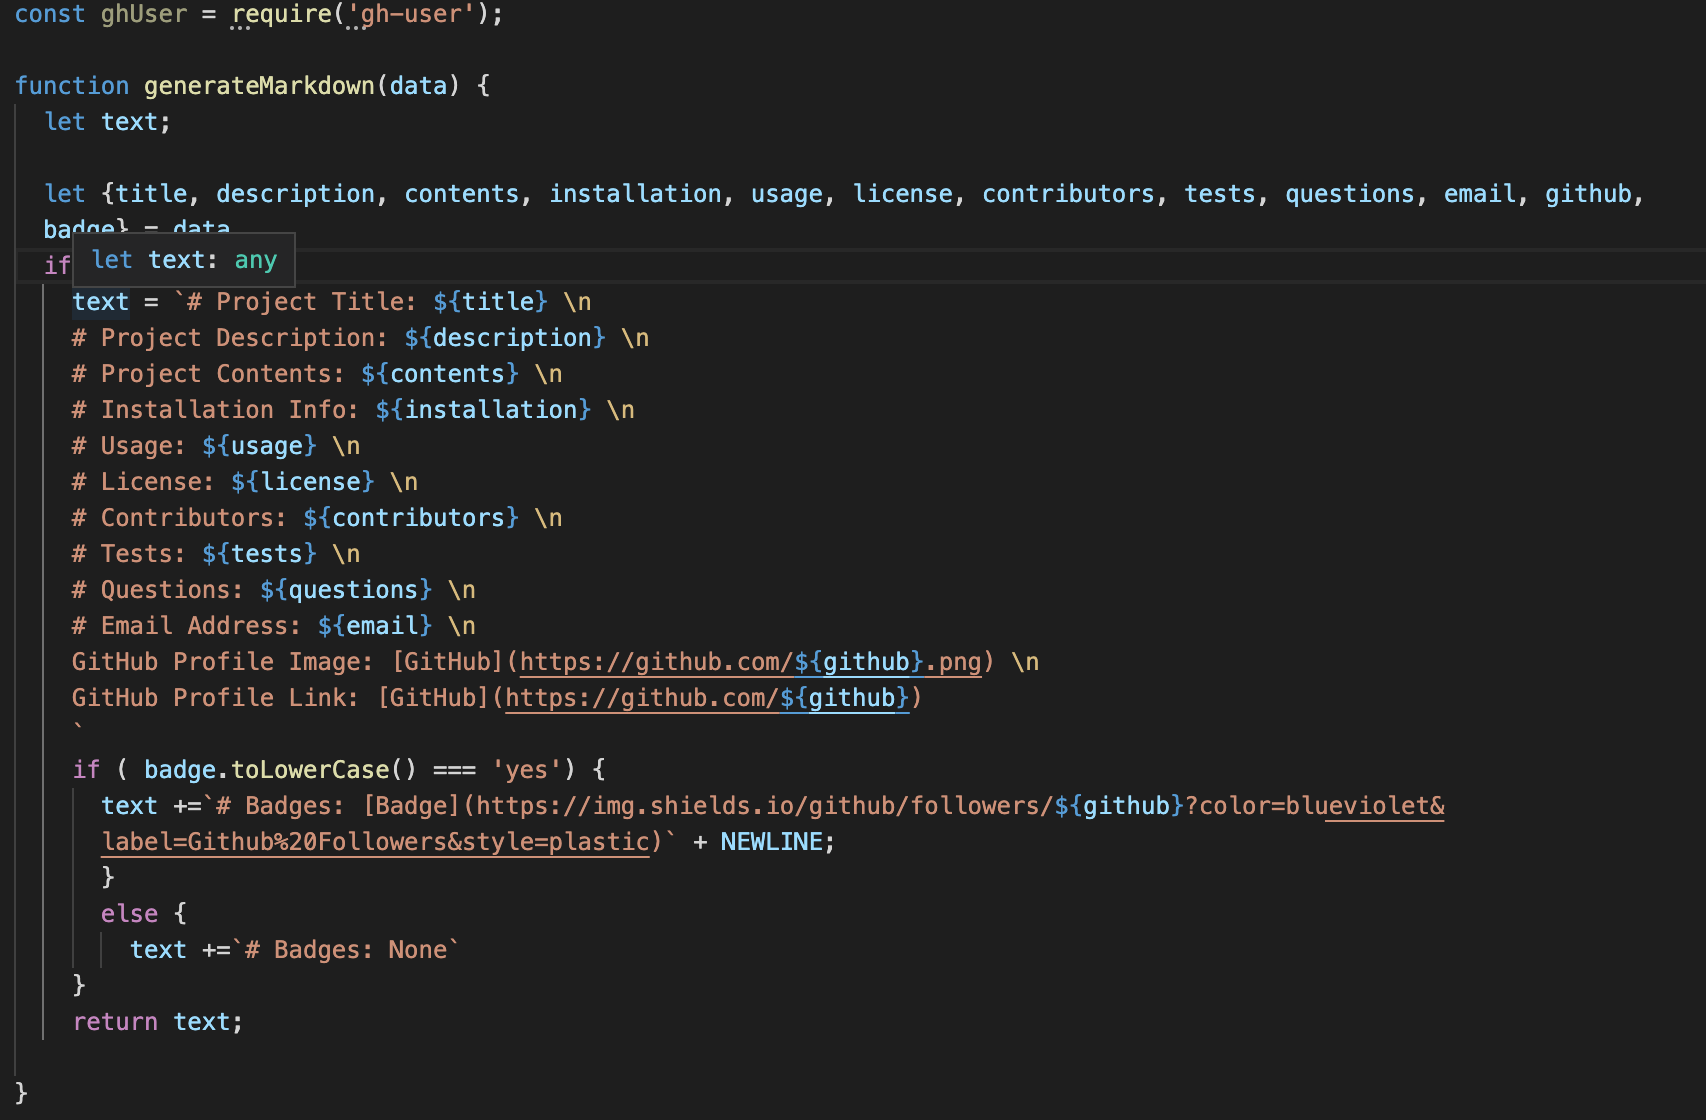 const ghUser = require('gh-user');
function generateMarkdown(data) {
let text;
let {title, description, contents, installation, usage, license, contributors, tests, questions, email, github,
badge} = data
if
let text: any
text = `# Project Title: ${title} \n
# Project Description: ${description} \n
# Project Contents: ${contents} \n
# Installation Info: ${installation} \n
# Usage: ${usage} \n
# License: ${license} \n
# Contributors: ${contributors} \n
# Tests: ${tests} \n
# Questions: ${questions} \n
# Email Address: ${email} \n
GitHub Profile Image: [GitHub](https://github.com/${github}.png) \n
GitHub Profile Link: [GitHub](https://github.com/${github})
`
if ( badge.toLowerCase() === 'yes') {
text +=`# Badges: [Badge](https://img.shields.io/github/followers/${github}?color=blueviolet&
label=Github%20Followers&style=plastic)` + NEWLINE;
}
else {
text +=`# Badges: None`
}
return text;
}